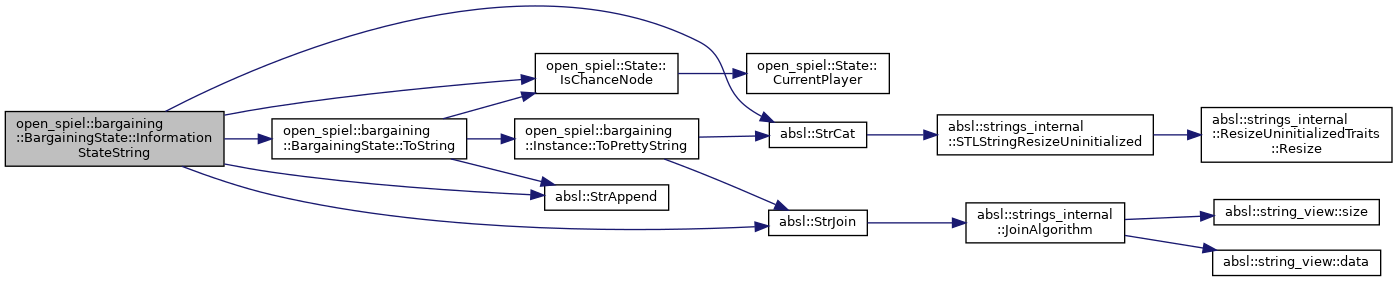 open_spiel::bargaining
::BargainingState::Information
StateString
open_spiel::bargaining
::BargainingState::ToString
open_spiel::State::
IsChanceNode
open_spiel::bargaining
::Instance::ToPrettyString
absl::StrAppend
open_spiel::State::
CurrentPlayer
absl::StrCat
absl::StrJoin
absl::strings_internal
::STLStringResizeUninitialized
absl::strings_internal
::JoinAlgorithm
absl::strings_internal
::ResizeUninitializedTraits
::Resize
absl::string_view::size
absl::string_view::data